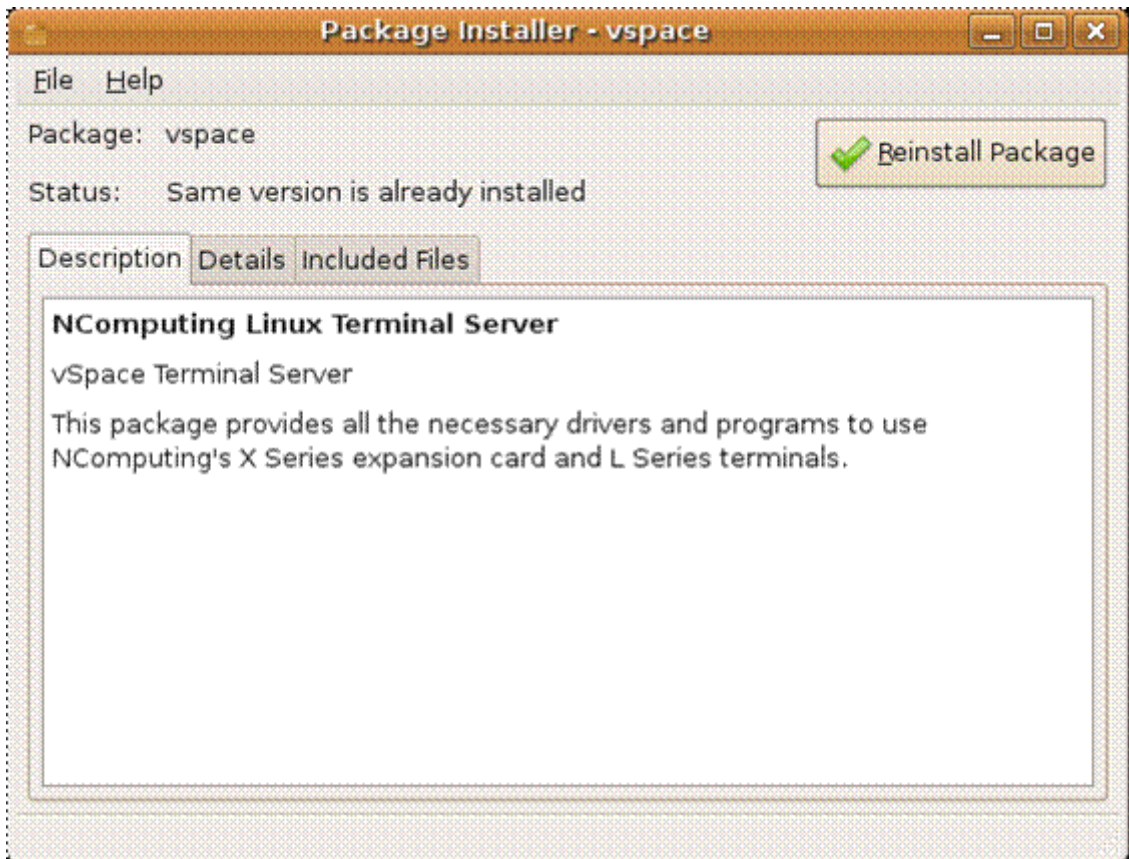 Package Installer - vspace
File Help
Package: vspace
Reinstall Package
Status: Same version is already installed
Description Details Included Files
NComputing Linux Terminal Server
vSpace Terminal Server
This package provides all the necessary drivers and programs to use
NComputing's X Series expansion card and L Series terminals.